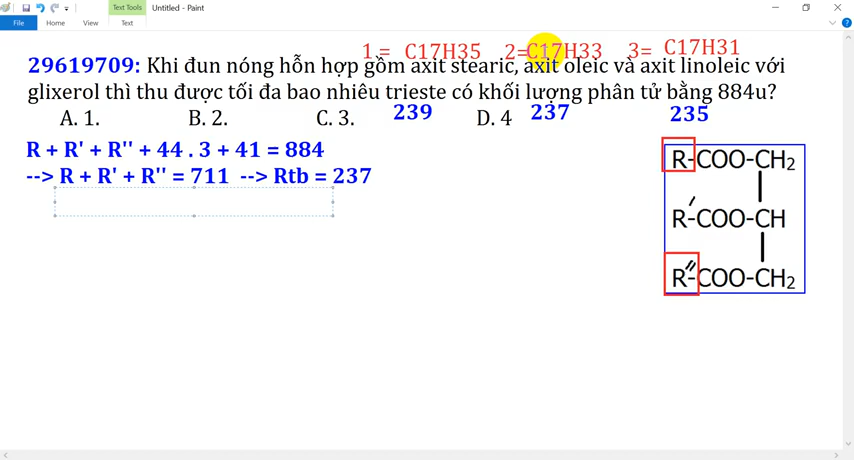 Text Tools
Untitled - Paint
File Home View Text
1.= C17H35 2=C17H33 3= C17H31
29619709: Khi đun nóng hỗn hợp gồm axit stearic, axit oleic và axit linoleic với
glixerol thì thu được tối đa bao nhiêu trieste có khối lượng phân tử bằng 884u?
A. 1. B. 2. C. 3. 239 D. 4 237 235
R + R' + R'' + 44 . 3 + 41 = 884
--> R + R' + R'' = 711 --> Rtb = 237
R-COO-CH2
R'-COO-CH
R''-COO-CH2